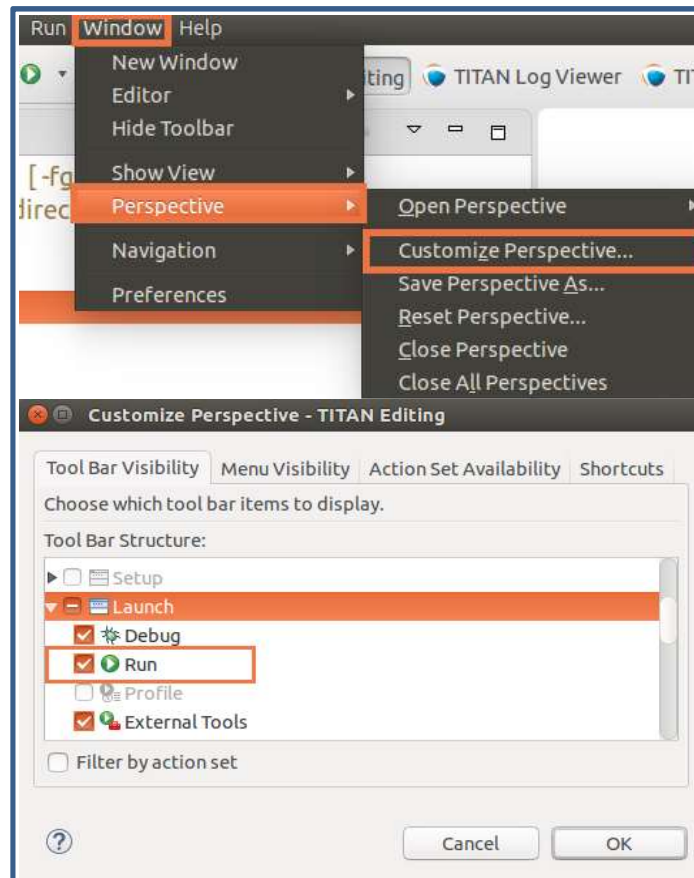 Run Window Help
New Window
iting TITAN Log Viewer TI
Editor
Hide Toolbar
[-fg
Show View
direc
Perspective
Open Perspective
Navigation
Customize Perspective...
Preferences
Save Perspective As...
Reset Perspective...
Close Perspective
Close All Perspectives
Customize Perspective - TITAN Editing
Tool Bar Visibility Menu Visibility Action Set Availability Shortcuts
Choose which tool bar items to display.
Tool Bar Structure:
Setup
Launch
Debug
Run
Profile
External Tools
Filter by action set
? Cancel OK